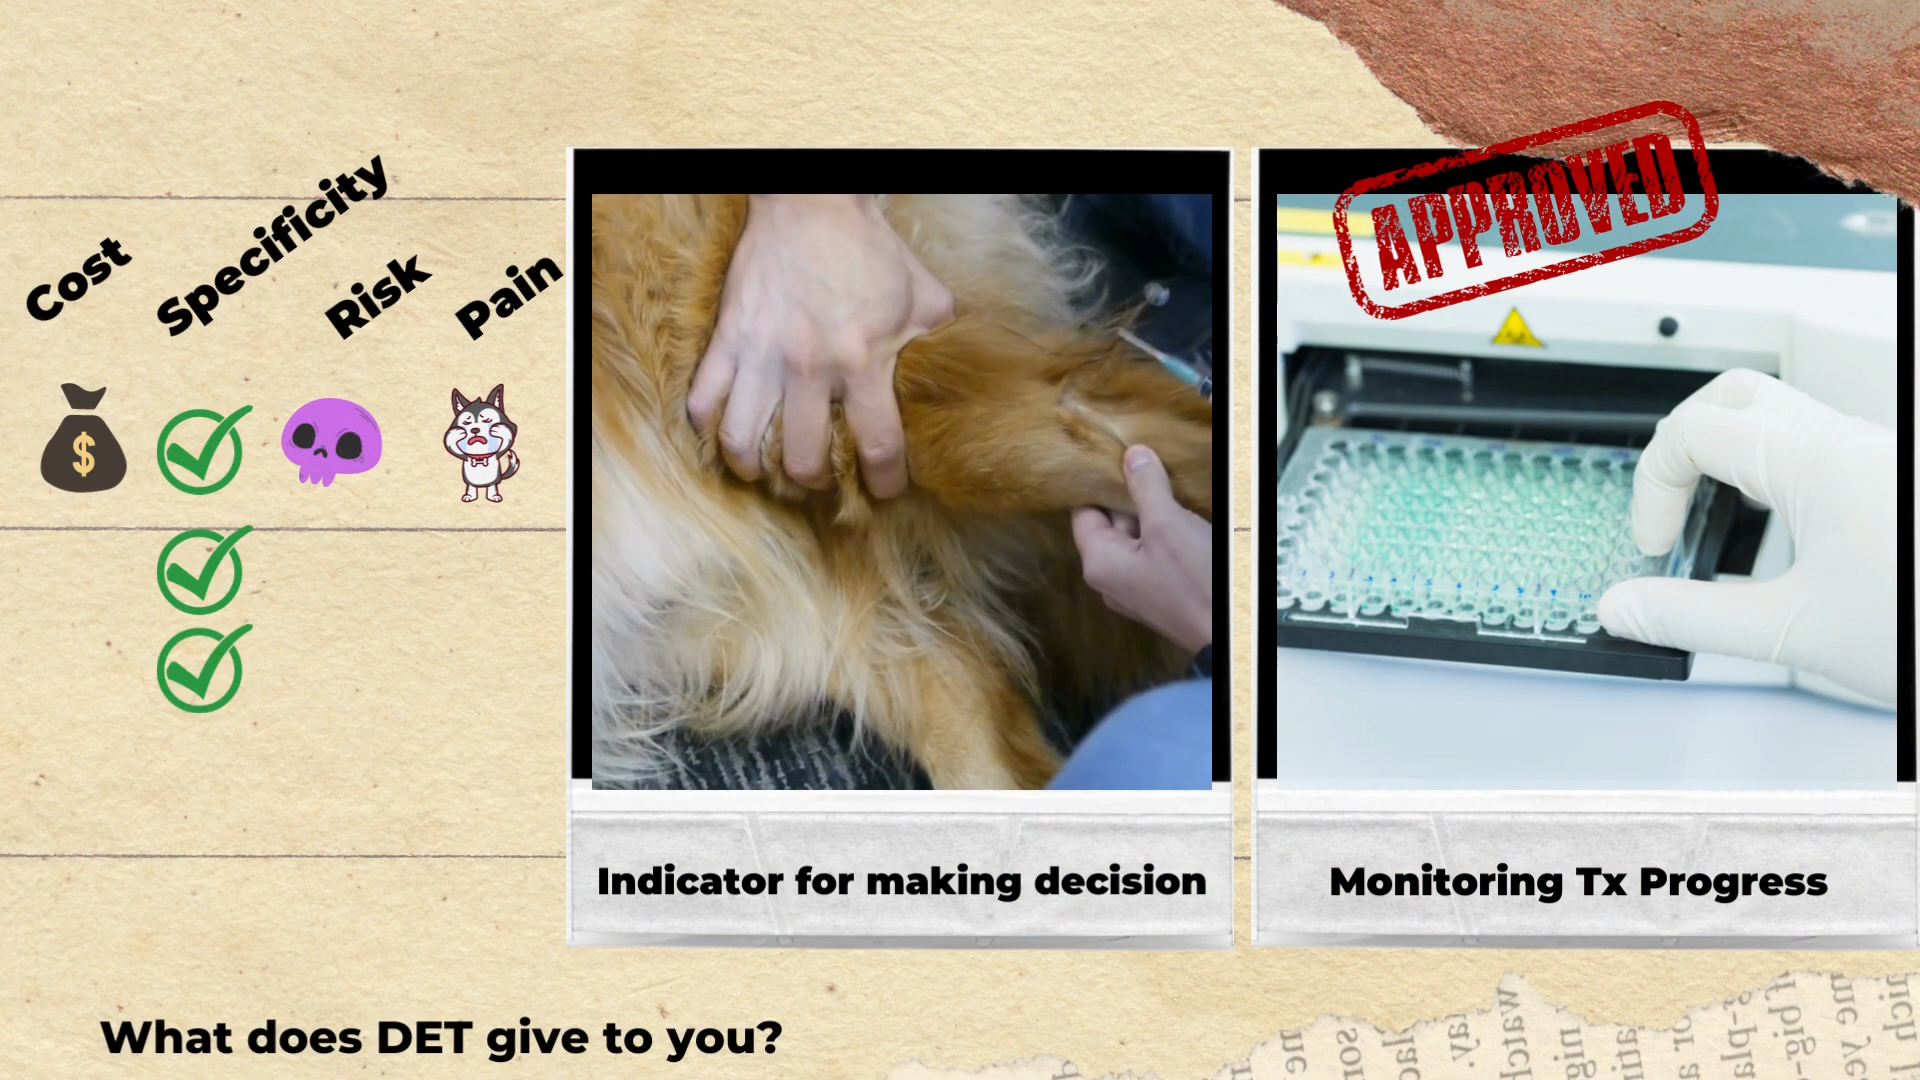 Cost
Specificity
Risk
Pain
$
APPROVED
Indicator for making decision
Monitoring Tx Progress
What does DET give to you?